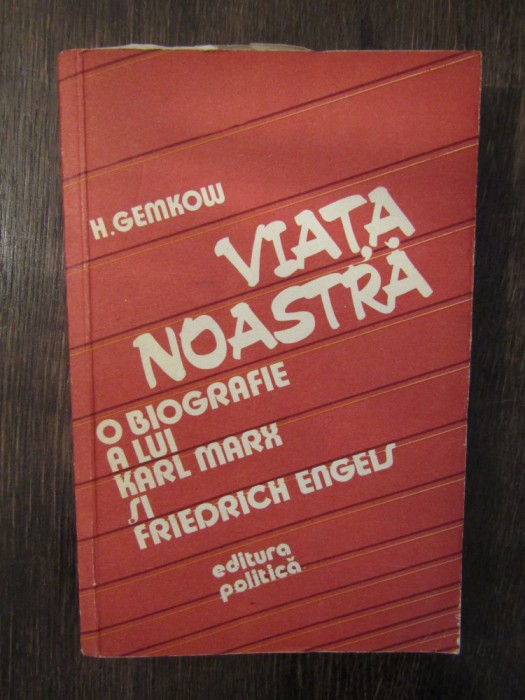 H. GEMKOW
VIAȚA
NOASTRĂ
O BIOGRAFIE
A LUI
KARL MARX
ȘI
FRIEDRICH ENGELS
editura
politică